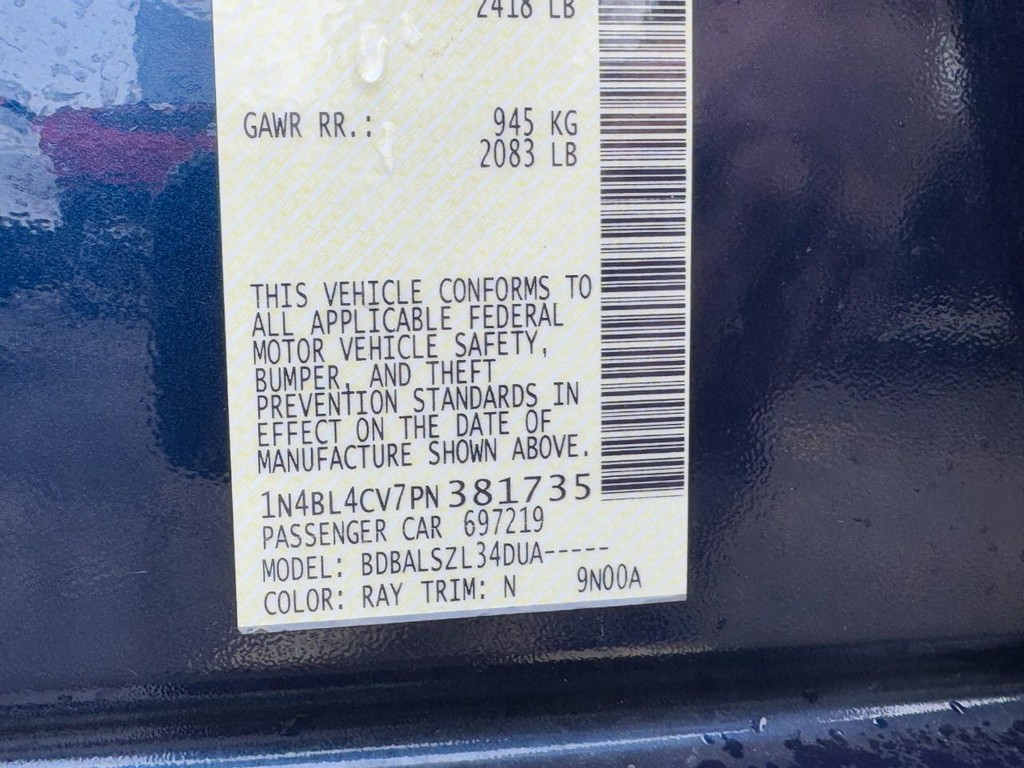 2418 LB
GAWR RR.: 945 KG
2083 LB
THIS VEHICLE CONFORMS TO
ALL APPLICABLE FEDERAL
MOTOR VEHICLE SAFETY,
BUMPER, AND THEFT
PREVENTION STANDARDS IN
EFFECT ON THE DATE OF
MANUFACTURE SHOWN ABOVE.
1N4BL4CV7PN381735
PASSENGER CAR 697219
MODEL: BDBALSZL34DUA-----
COLOR: RAY TRIM: N 9N00A